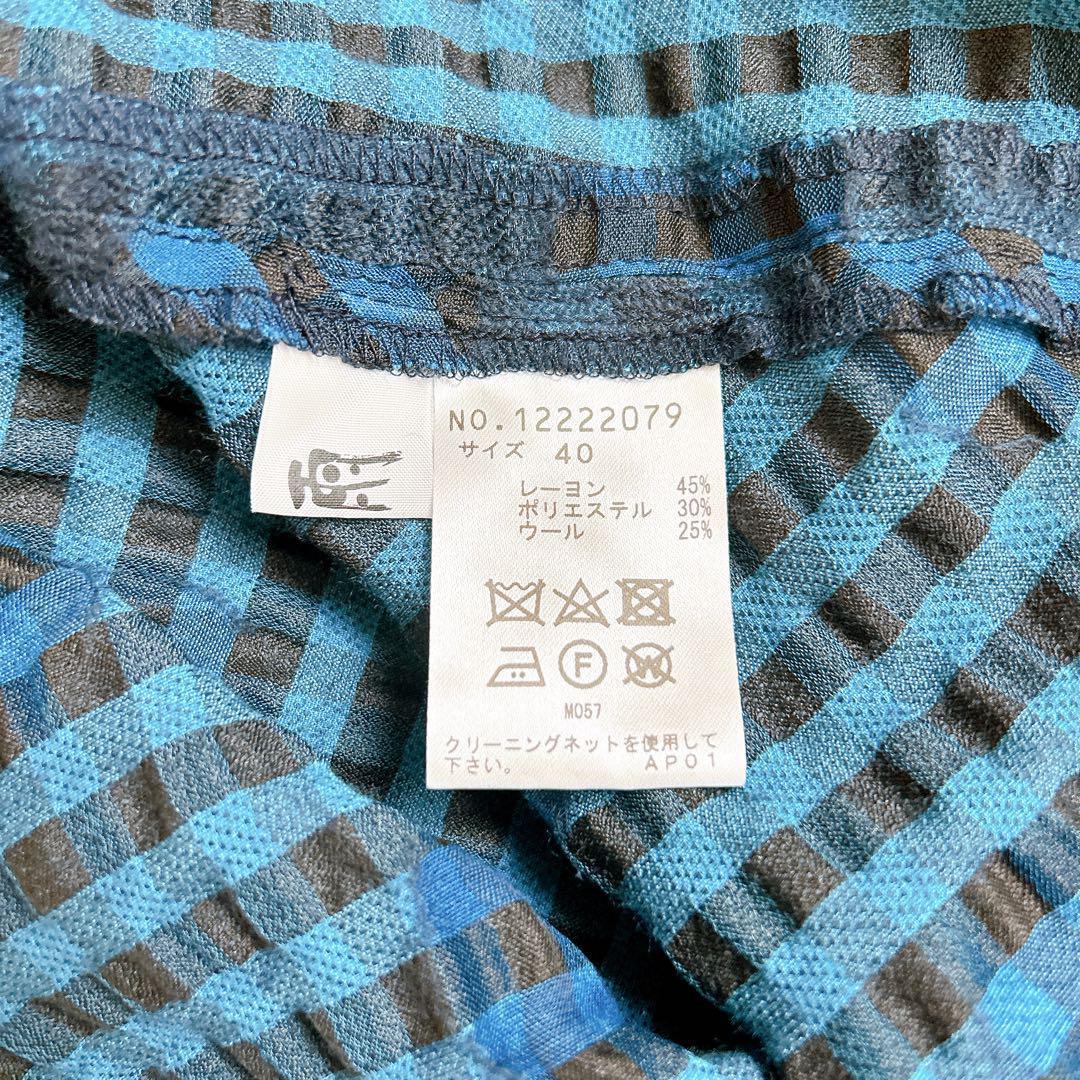 NO.12222079
サイズ 40
レーヨン 45%
ポリエステル 30%
ウール 25%
F W
M057
クリーニングネットを使用して
下さい。 AP01